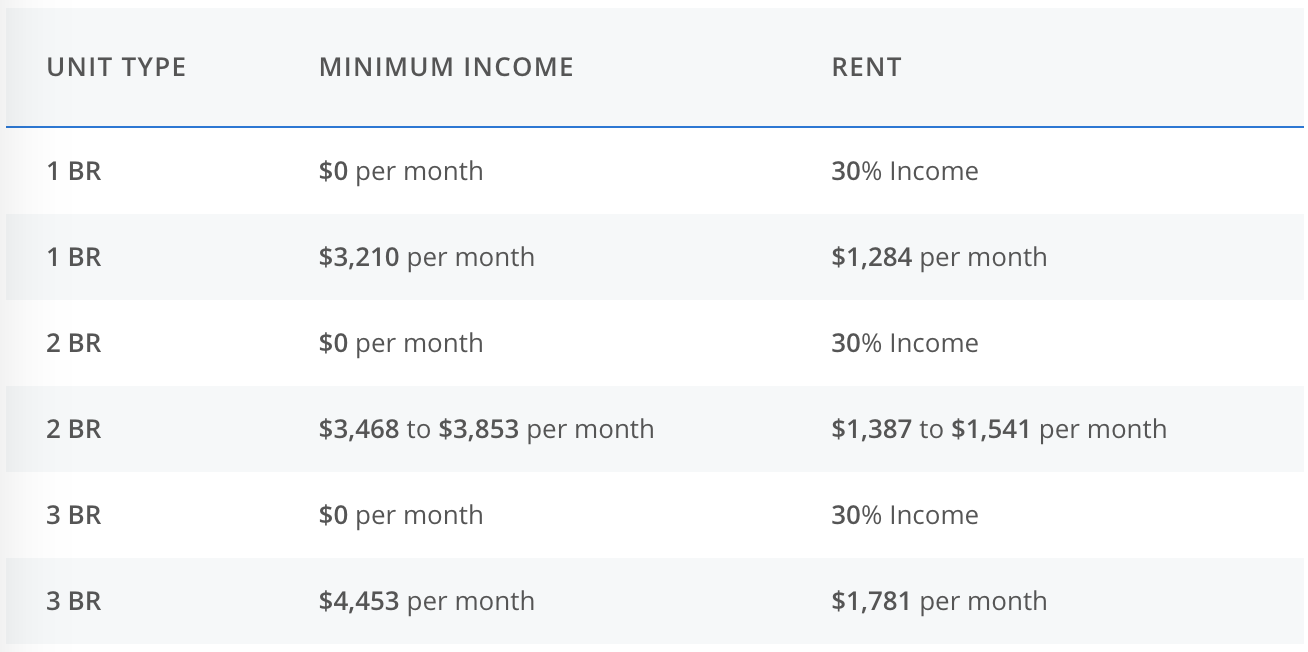 UNIT TYPE MINIMUM INCOME RENT
1 BR $0 per month 30% Income
1 BR $3,210 per month $1,284 per month
2 BR $0 per month 30% Income
2 BR $3,468 to $3,853 per month $1,387 to $1,541 per month
3 BR $0 per month 30% Income
3 BR $4,453 per month $1,781 per month